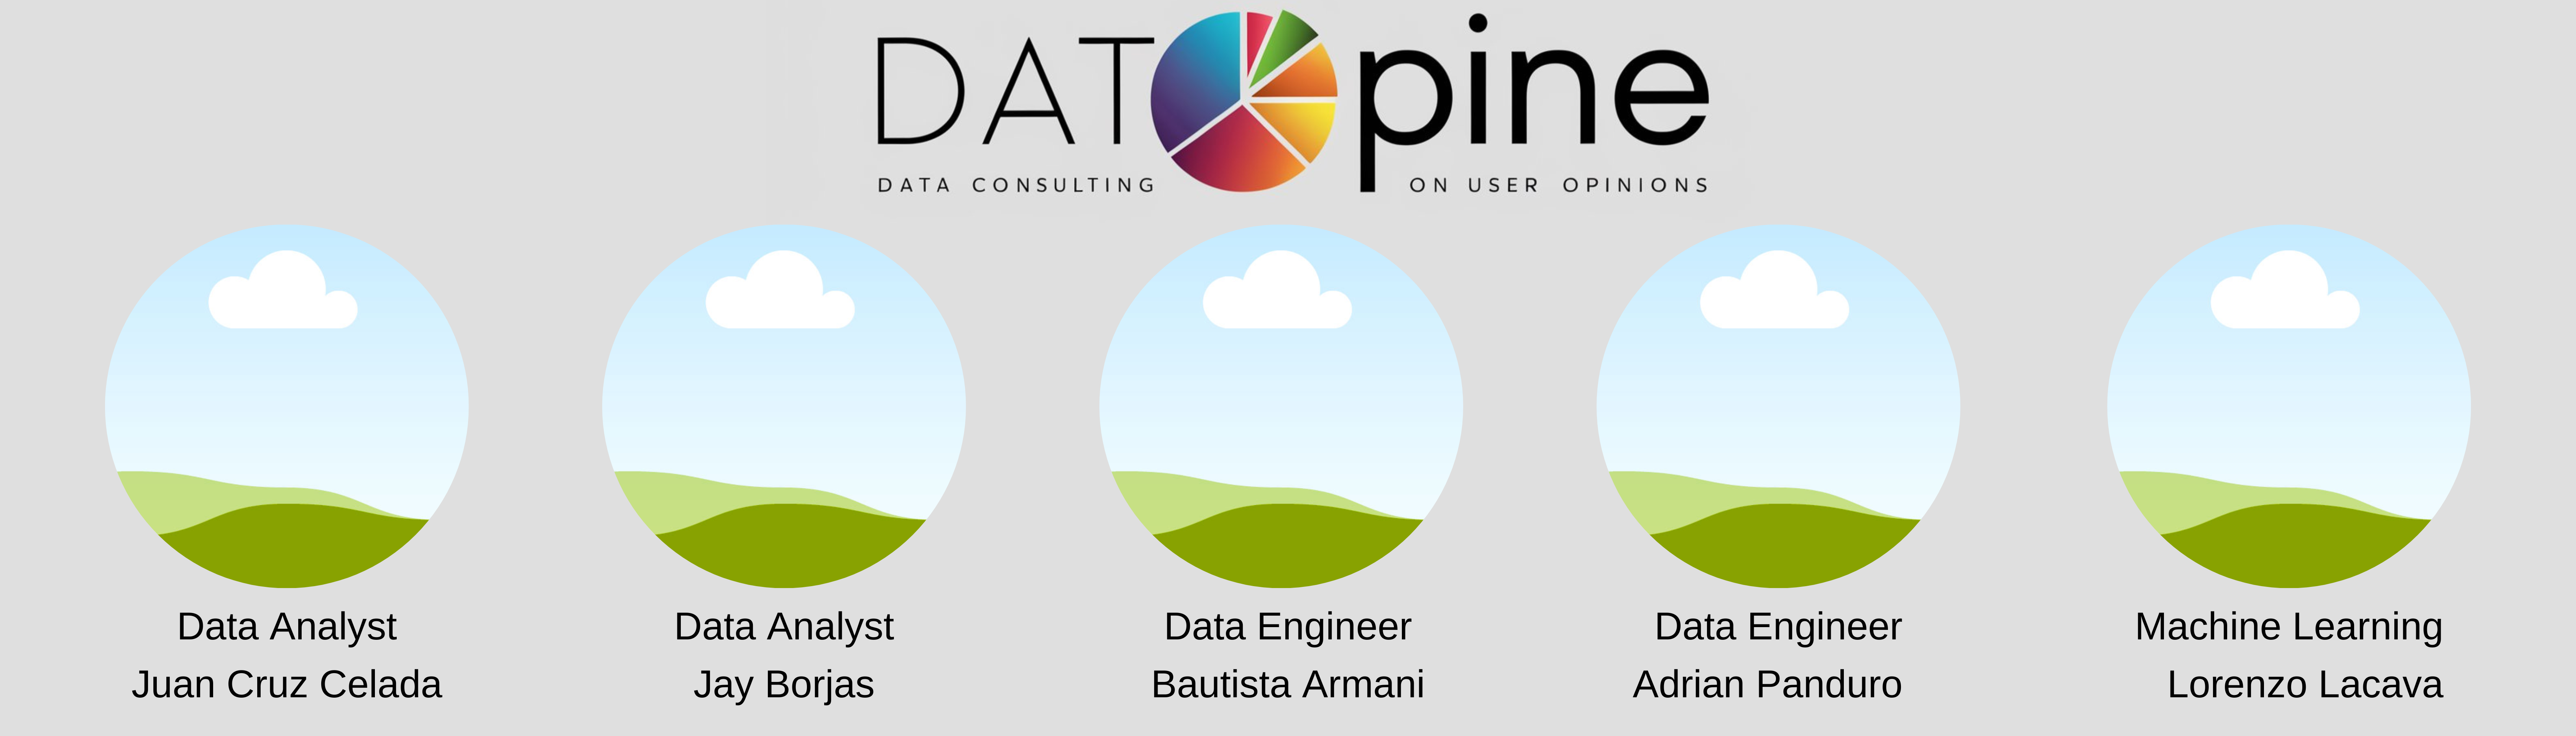 DATOpine
DATA CONSULTING ON USER OPINIONS
Data Analyst
Juan Cruz Celada
Data Analyst
Jay Borjas
Data Engineer
Bautista Armani
Data Engineer
Adrian Panduro
Machine Learning
Lorenzo Lacava